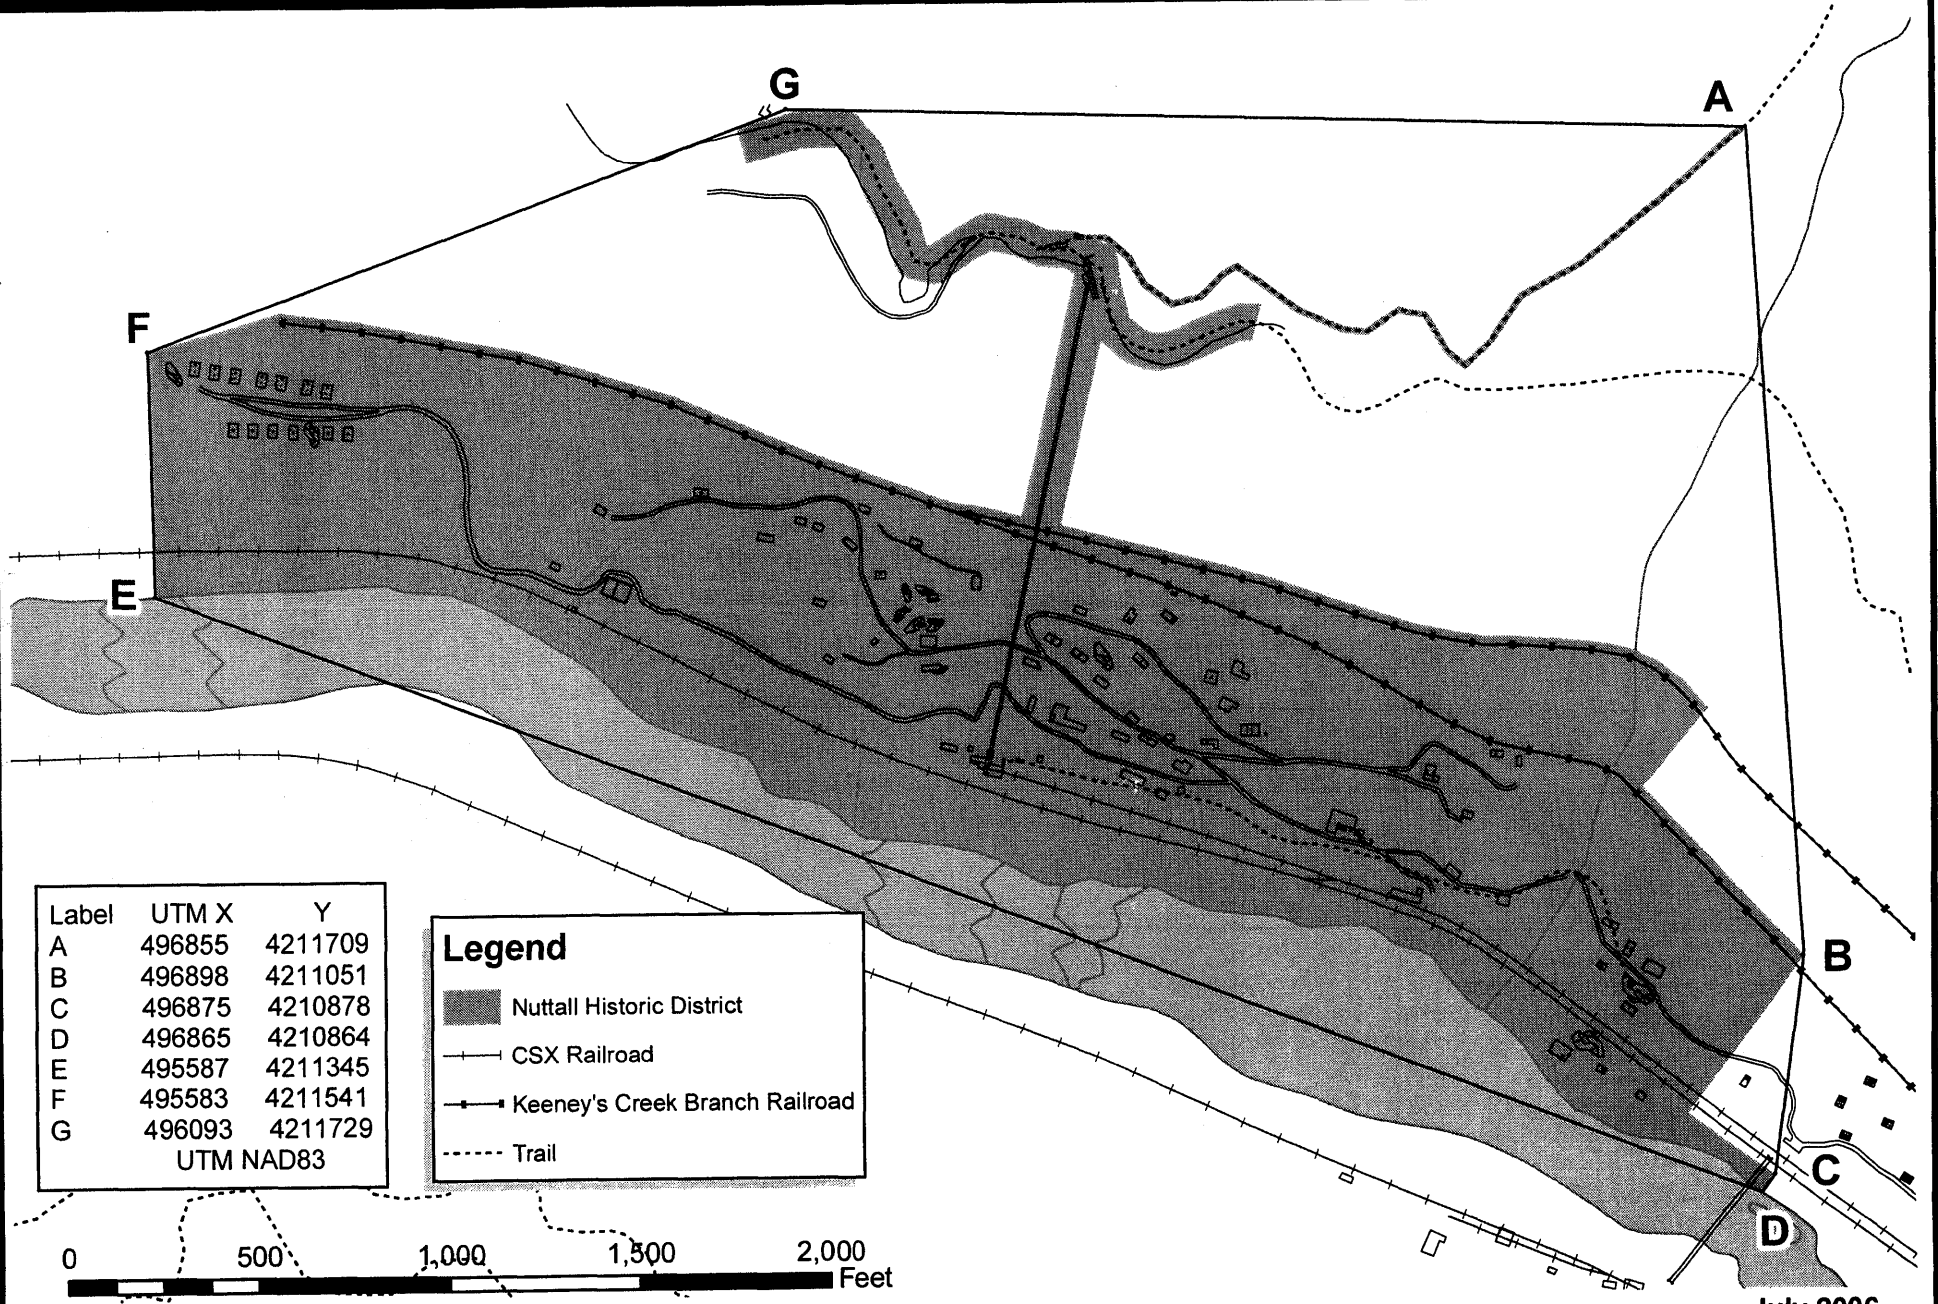 G
A
F
E
B
C
D
Label UTM X Y
A 496855 4211709
B 496898 4211051
C 496875 4210878
D 496865 4210864
E 495587 4211345
F 495583 4211541
G 496093 4211729
UTM NAD83
Legend
Nuttall Historic District
CSX Railroad
Keeney's Creek Branch Railroad
Trail
0 500 1,000 1,500 2,000
Feet
July 2006